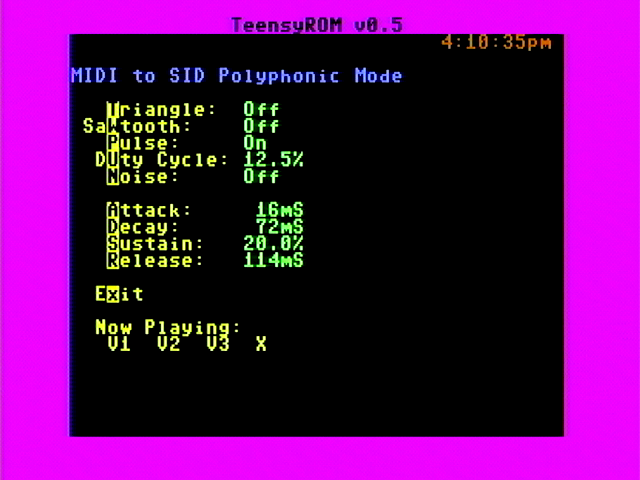 TeensyROM v0.5
4:10:35pm
MIDI to SID Polyphonic Mode
Triangle: Off
SaWtooth: Off
Pulse: On
DUty Cycle: 12.5%
Noise: Off
Attack: 16mS
Decay: 72mS
Sustain: 20.0%
Release: 114mS
Exit
Now Playing:
V1 V2 V3 X